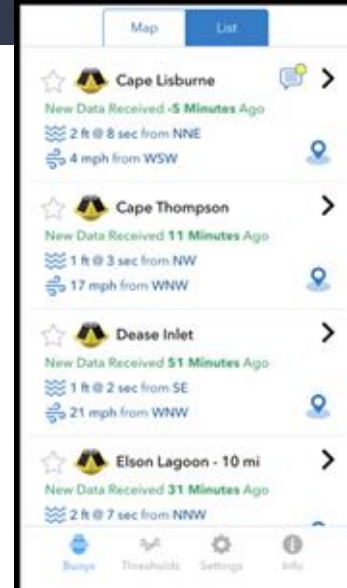 Map List
Cape Lisburne
New Data Received -5 Minutes Ago
2 ft @ 8 sec from NNE
4 mph from WSW
Cape Thompson
New Data Received 11 Minutes Ago
1 ft @ 3 sec from NW
17 mph from WNW
Dease Inlet
New Data Received 51 Minutes Ago
1 ft @ 2 sec from SE
21 mph from WNW
Elson Lagoon - 10 mi
New Data Received 31 Minutes Ago
2 ft @ 7 sec from NNW
Buoys Thresholds Settings Info